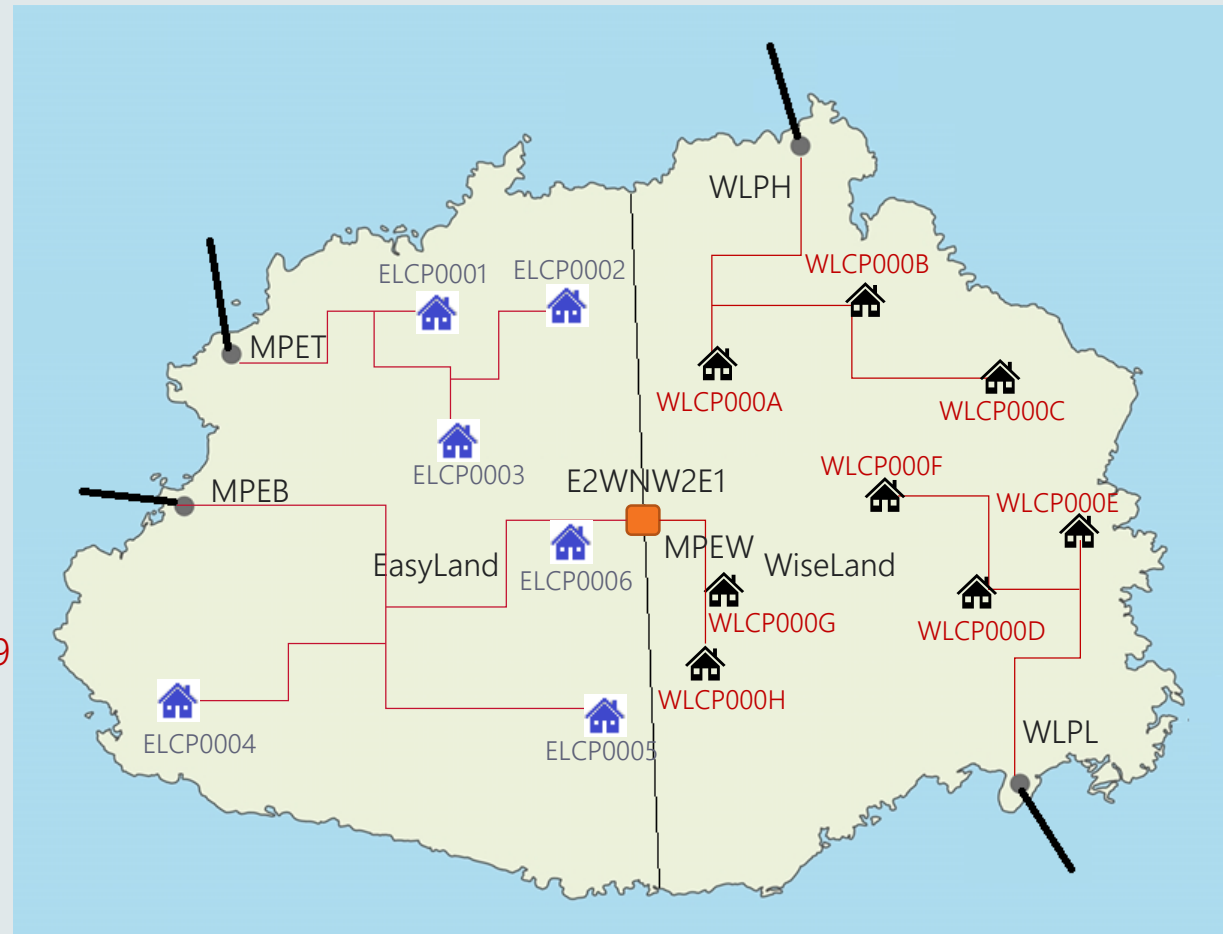 WLPH
WLCP000B
ELCP0001
ELCP0002
MPET
WLCP000A
WLCP000C
ELCP0003
WLCP000F
E2WNW2E1
MPEB
WLCP000E
MPEW
EasyLand
ELCP0006
WiseLand
WLCP000G
WLCP000D
9
WLCP000H
WLPL
ELCP0004
ELCP0005